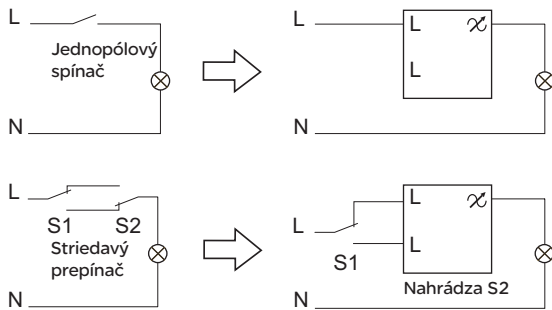 L
Jednopólový
spínač
N
L
L
N
L
S1 S2
Striedavý
prepínač
N
L
L
L
S1
Nahrádza S2
N